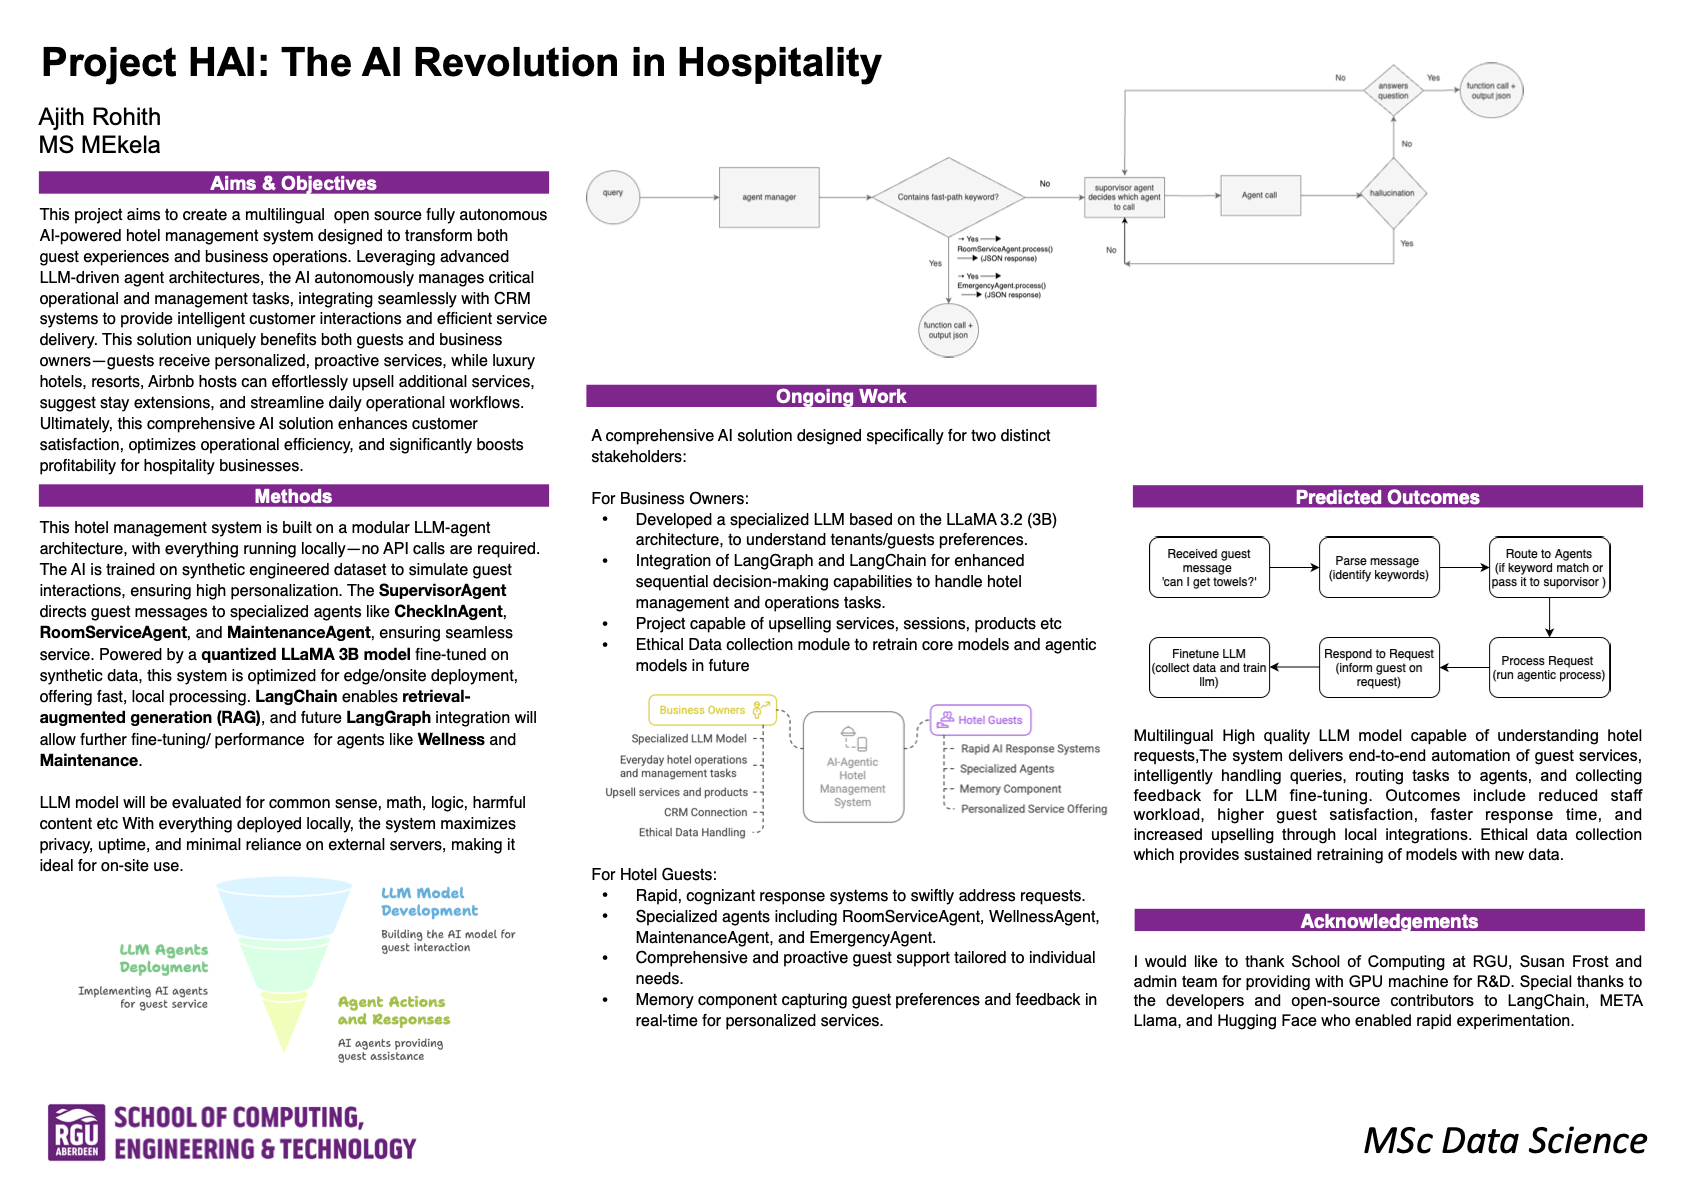 Project HAI: The AI Revolution in Hospitality
Ajith Rohith
MS MEkela
Aims & Objectives
This project aims to create a multilingual  open source fully autonomous
AI-powered hotel management system designed to transform both
guest experiences and business operations. Leveraging advanced
LLM-driven agent architectures, the AI autonomously manages critical
operational and management tasks, integrating seamlessly with CRM
systems to provide intelligent customer interactions and efficient service
delivery. This solution uniquely benefits both guests and business
owners—guests receive personalized, proactive services, while luxury
hotels, resorts, Airbnb hosts can effortlessly upsell additional services,
suggest stay extensions, and streamline daily operational workflows.
Ultimately, this comprehensive AI solution enhances customer
satisfaction, optimizes operational efficiency, and significantly boosts
profitability for hospitality businesses.
Methods
This hotel management system is built on a modular LLM-agent
architecture, with everything running locally—no API calls are required.
The AI is trained on synthetic engineered dataset to simulate guest
interactions, ensuring high personalization. The SupervisorAgent
directs guest messages to specialized agents like CheckInAgent,
RoomServiceAgent, and MaintenanceAgent, ensuring seamless
service. Powered by a quantized LLaMA 3B model fine-tuned on
synthetic data, this system is optimized for edge/onsite deployment,
offering fast, local processing. LangChain enables retrieval-
augmented generation (RAG), and future LangGraph integration will
allow further fine-tuning/ performance  for agents like Wellness and
Maintenance.
LLM model will be evaluated for common sense, math, logic, harmful
content etc With everything deployed locally, the system maximizes
privacy, uptime, and minimal reliance on external servers, making it
ideal for on-site use.
LLM Model
Development
Building the AI model for
guest interaction
LLM Agents
Deployment
Implementing AI agents
for guest service
Agent Actions
and Responses
AI agents providing
guest assistance
query
agent manager
Contains fast-path keyword?
No
supervisor agent
decides which agent
to call
Agent call
hallucination
No
answers
question
No
Yes
function call +
output json
Yes
No
Yes
→ Yes
RoomServiceAgent.process()
(JSON response)
→ Yes
EmergencyAgent.process()
(JSON response)
function call +
output json
Ongoing Work
A comprehensive AI solution designed specifically for two distinct
stakeholders:
For Business Owners:
• Developed a specialized LLM based on the LLaMA 3.2 (3B)
architecture, to understand tenants/guests preferences.
• Integration of LangGraph and LangChain for enhanced
sequential decision-making capabilities to handle hotel
management and operations tasks.
• Project capable of upselling services, sessions, products etc
• Ethical Data collection module to retrain core models and agentic
models in future
Business Owners
Specialized LLM Model
Everyday hotel operations
and management tasks
Upsell services and products
CRM Connection
Ethical Data Handling
AI-Agentic
Hotel
Management
System
Hotel Guests
Rapid AI Response Systems
Specialized Agents
Memory Component
Personalized Service Offering
For Hotel Guests:
• Rapid, cognizant response systems to swiftly address requests.
• Specialized agents including RoomServiceAgent, WellnessAgent,
MaintenanceAgent, and EmergencyAgent.
• Comprehensive and proactive guest support tailored to individual
needs.
• Memory component capturing guest preferences and feedback in
real-time for personalized services.
Predicted Outcomes
Received guest
message
'can I get towels?'
Parse message
(identify keywords)
Route to Agents
(if keyword match or
pass it to suporvisor )
Process Request
(run agentic process)
Respond to Request
(inform guest on
request)
Finetune LLM
(collect data and train
llm)
Multilingual High quality LLM model capable of understanding hotel
requests,The system delivers end-to-end automation of guest services,
intelligently handling queries, routing tasks to agents, and collecting
feedback for LLM fine-tuning. Outcomes include reduced staff
workload, higher guest satisfaction, faster response time, and
increased upselling through local integrations. Ethical data collection
which provides sustained retraining of models with new data.
Acknowledgements
I would like to thank School of Computing at RGU, Susan Frost and
admin team for providing with GPU machine for R&D. Special thanks to
the developers and open-source contributors to LangChain, META
Llama, and Hugging Face who enabled rapid experimentation.
RGU
ABERDEEN
SCHOOL OF COMPUTING,
ENGINEERING & TECHNOLOGY
MSc Data Science